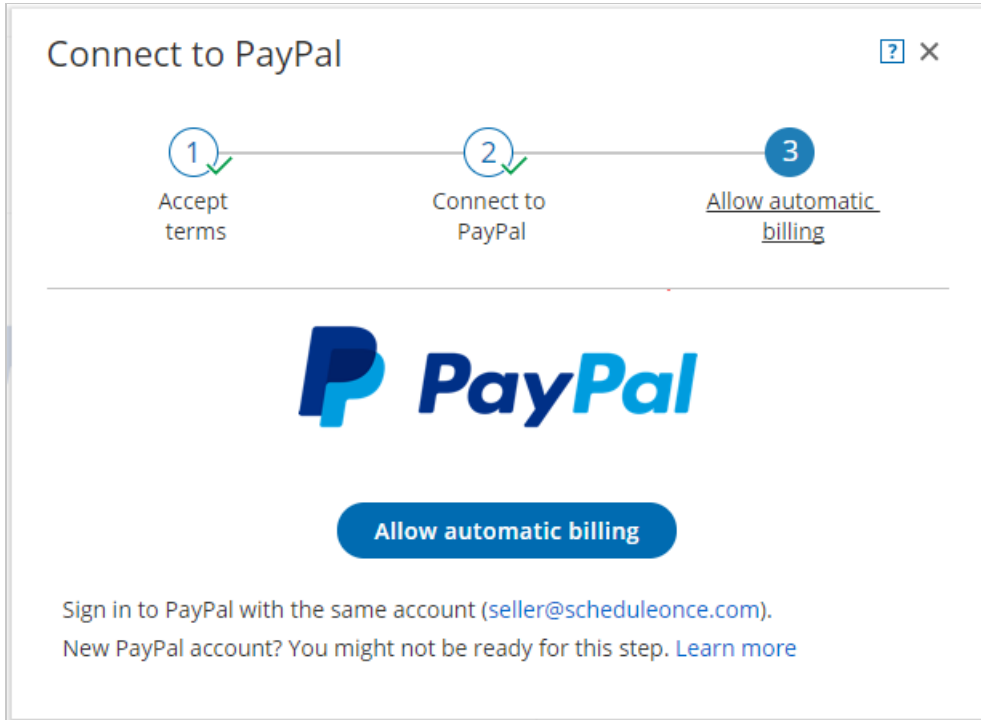 Connect to PayPal
?
1
2
3
Accept
terms
Connect to
PayPal
Allow automatic
billing
PayPal
Allow automatic billing
Sign in to PayPal with the same account (seller@scheduleonce.com).
New PayPal account? You might not be ready for this step. Learn more